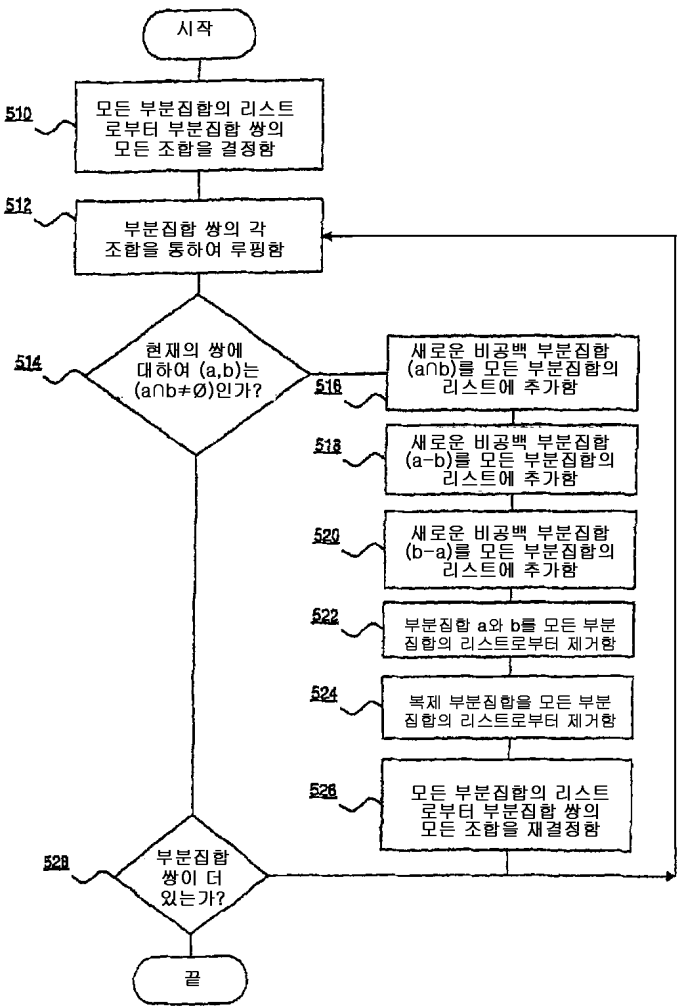 시작
510
모든 부분집합의 리스트
로부터 부분집합 쌍의
모든 조합을 결정함
512
부분집합 쌍의 각
조합을 통하여 루핑함
514
현재의 쌍에
대하여 (a,b)는
(a∩b≠Ø)인가?
516
새로운 비공백 부분집합
(a∩b)를 모든 부분집합의
리스트에 추가함
518
새로운 비공백 부분집합
(a-b)를 모든 부분집합의
리스트에 추가함
520
새로운 비공백 부분집합
(b-a)를 모든 부분집합의
리스트에 추가함
522
부분집합 a와 b를 모든 부분
집합의 리스트로부터 제거함
524
복제 부분집합을 모든 부분
집합의 리스트로부터 제거함
526
모든 부분집합의 리스트
로부터 부분집합 쌍의
모든 조합을 재결정함
528
부분집합
쌍이 더
있는가?
끝